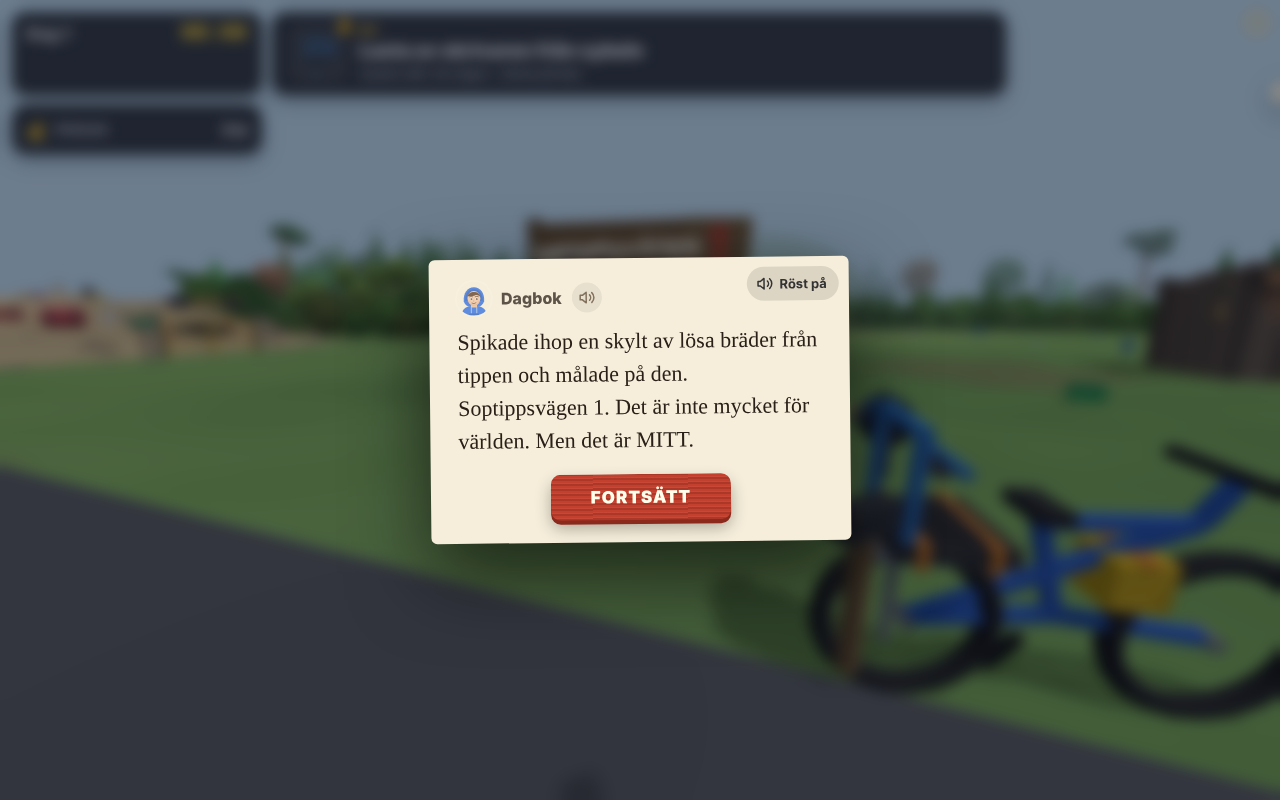 Röst på
Dagbok
Spikade ihop en skylt av lösa bräder från
tippen och målade på den.
Soptippsvägen 1. Det är inte mycket för
världen. Men det är MITT.
FORTSÄTT